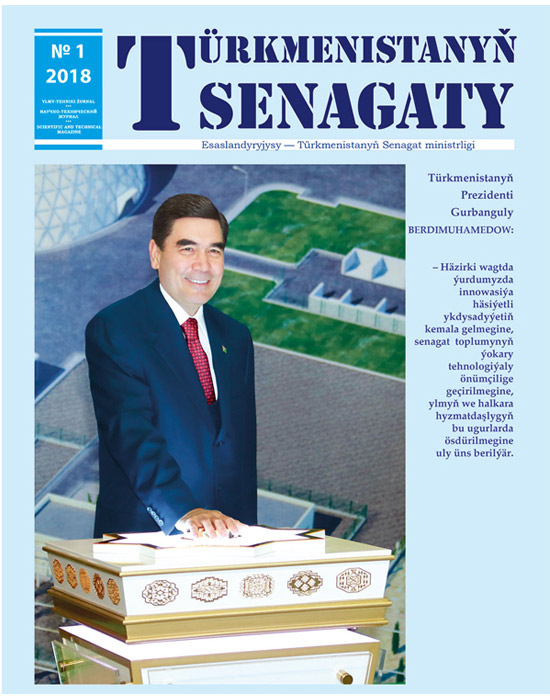 № 1
2018
YLMY-TEHNIKI ŽURNAL
НАУЧНО-ТЕХНИЧЕСКИЙ
ЖУРНАЛ
SCIENTIFIC AND TECHNICAL
MAGAZINE
TÜRKMENISTANYŇ
SENAGATY
Esaslandyryjysy — Türkmenistanyň Senagat ministrligi
Türkmenistanyň
Prezidenti
Gurbanguly
BERDIMUHAMEDOW:
– Häzirki wagtda
ýurdumyzda
innowasiýa
häsiýetli
ykdysadyýetiň
kemala gelmegine,
senagat toplumynyň
ýokary
tehnologiýaly
önümçilige
geçirilmegine,
ylmyň we halkara
hyzmatdaşlygyň
bu ugurlarda
ösdürilmegine
uly üns berilýär.